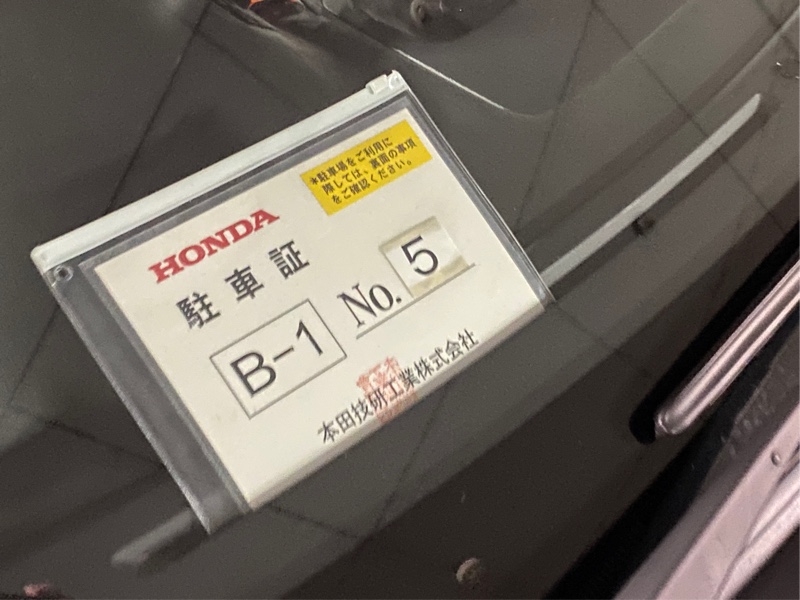 *駐車場をご利用に
際しては、裏面の事項
をご確認ください。
HONDA
駐車証
B-1 No. 5
本田技研工業株式会社